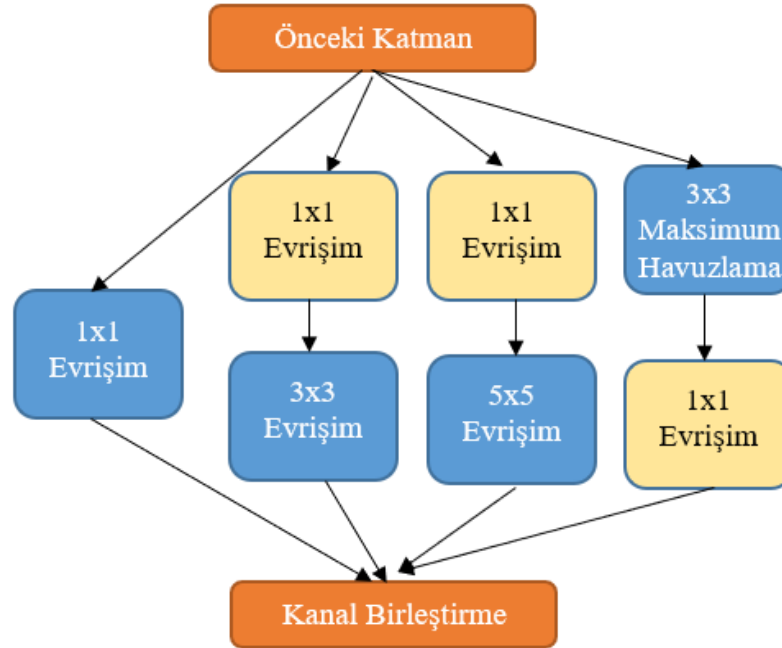 Önceki Katman
1x1
Evrişim
1x1
Evrişim
3x3
Maksimum
Havuzlama
1x1
Evrişim
3x3
Evrişim
5x5
Evrişim
1x1
Evrişim
Kanal Birleştirme